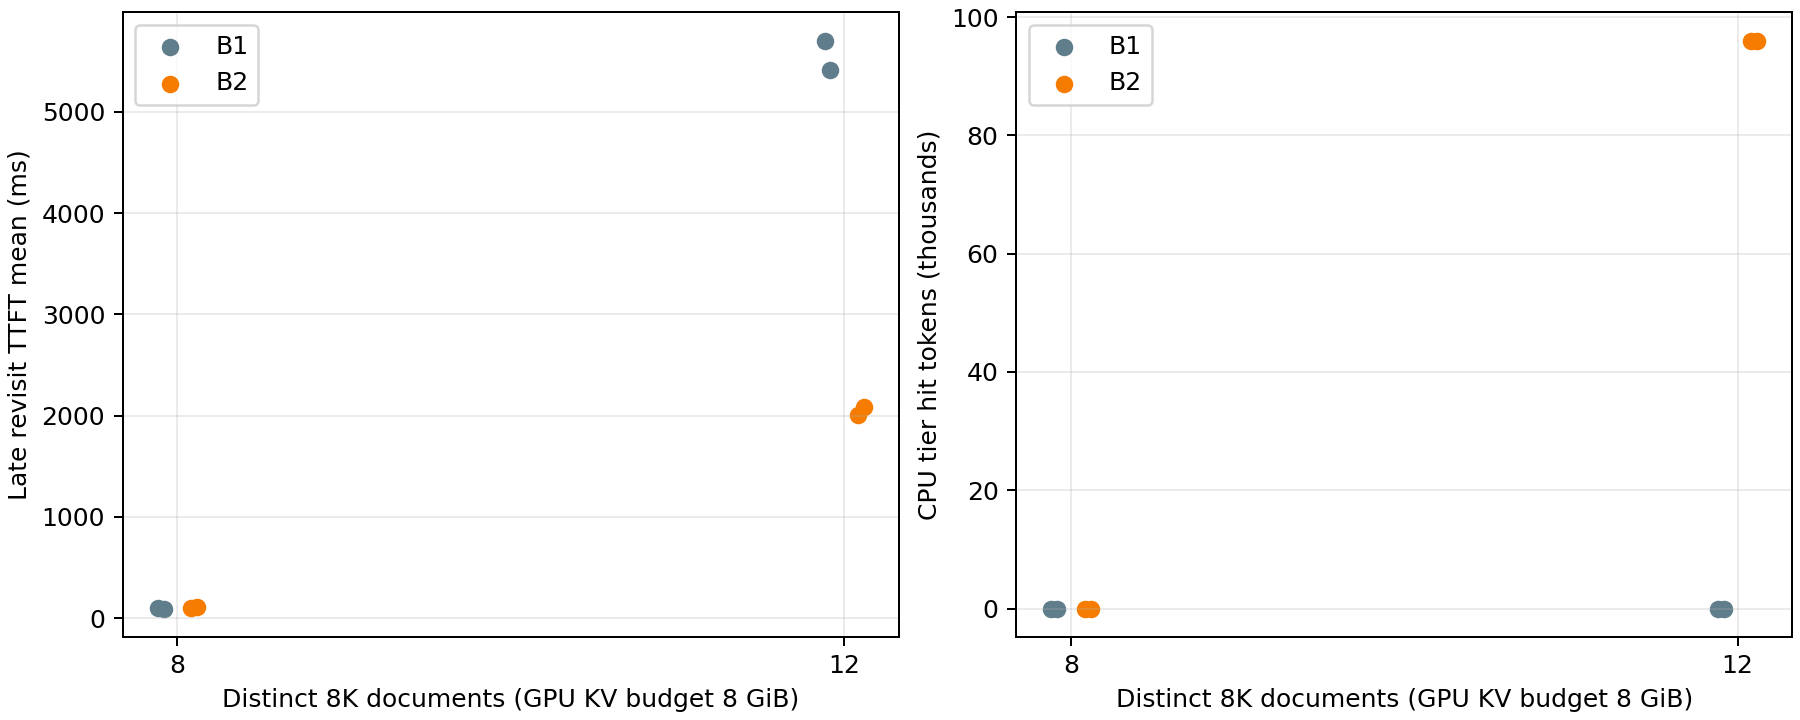 B1
B2
5000
4000
3000
2000
1000
0
8
12
Late revisit TTFT mean (ms)
Distinct 8K documents (GPU KV budget 8 GiB)
B1
B2
100
80
60
40
20
0
8
12
CPU tier hit tokens (thousands)
Distinct 8K documents (GPU KV budget 8 GiB)